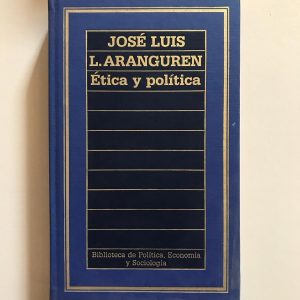 JOSÉ LUIS
L. ARANGUREN
Ética y política
Biblioteca de Política, Economía
y Sociología